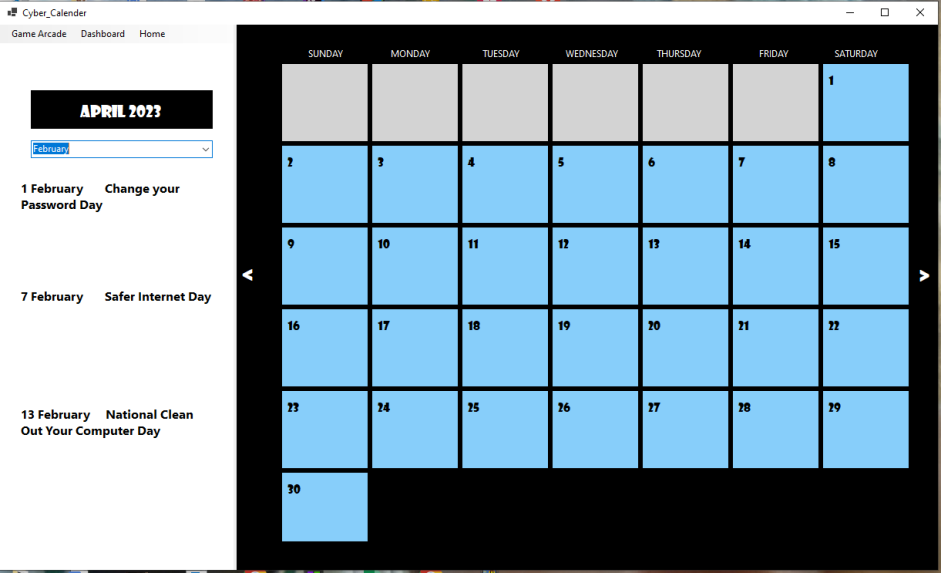 Cyber_Calender
Game Arcade Dashboard Home
APRIL 2023
February
1 February Change your
Password Day
7 February Safer Internet Day
13 February National Clean
Out Your Computer Day
<
SUNDAY MONDAY TUESDAY WEDNESDAY THURSDAY FRIDAY SATURDAY
1
2 3 4 5 6 7 8
9 10 11 12 13 14 15
16 17 18 19 20 21 22
23 24 25 26 27 28 29
30
>